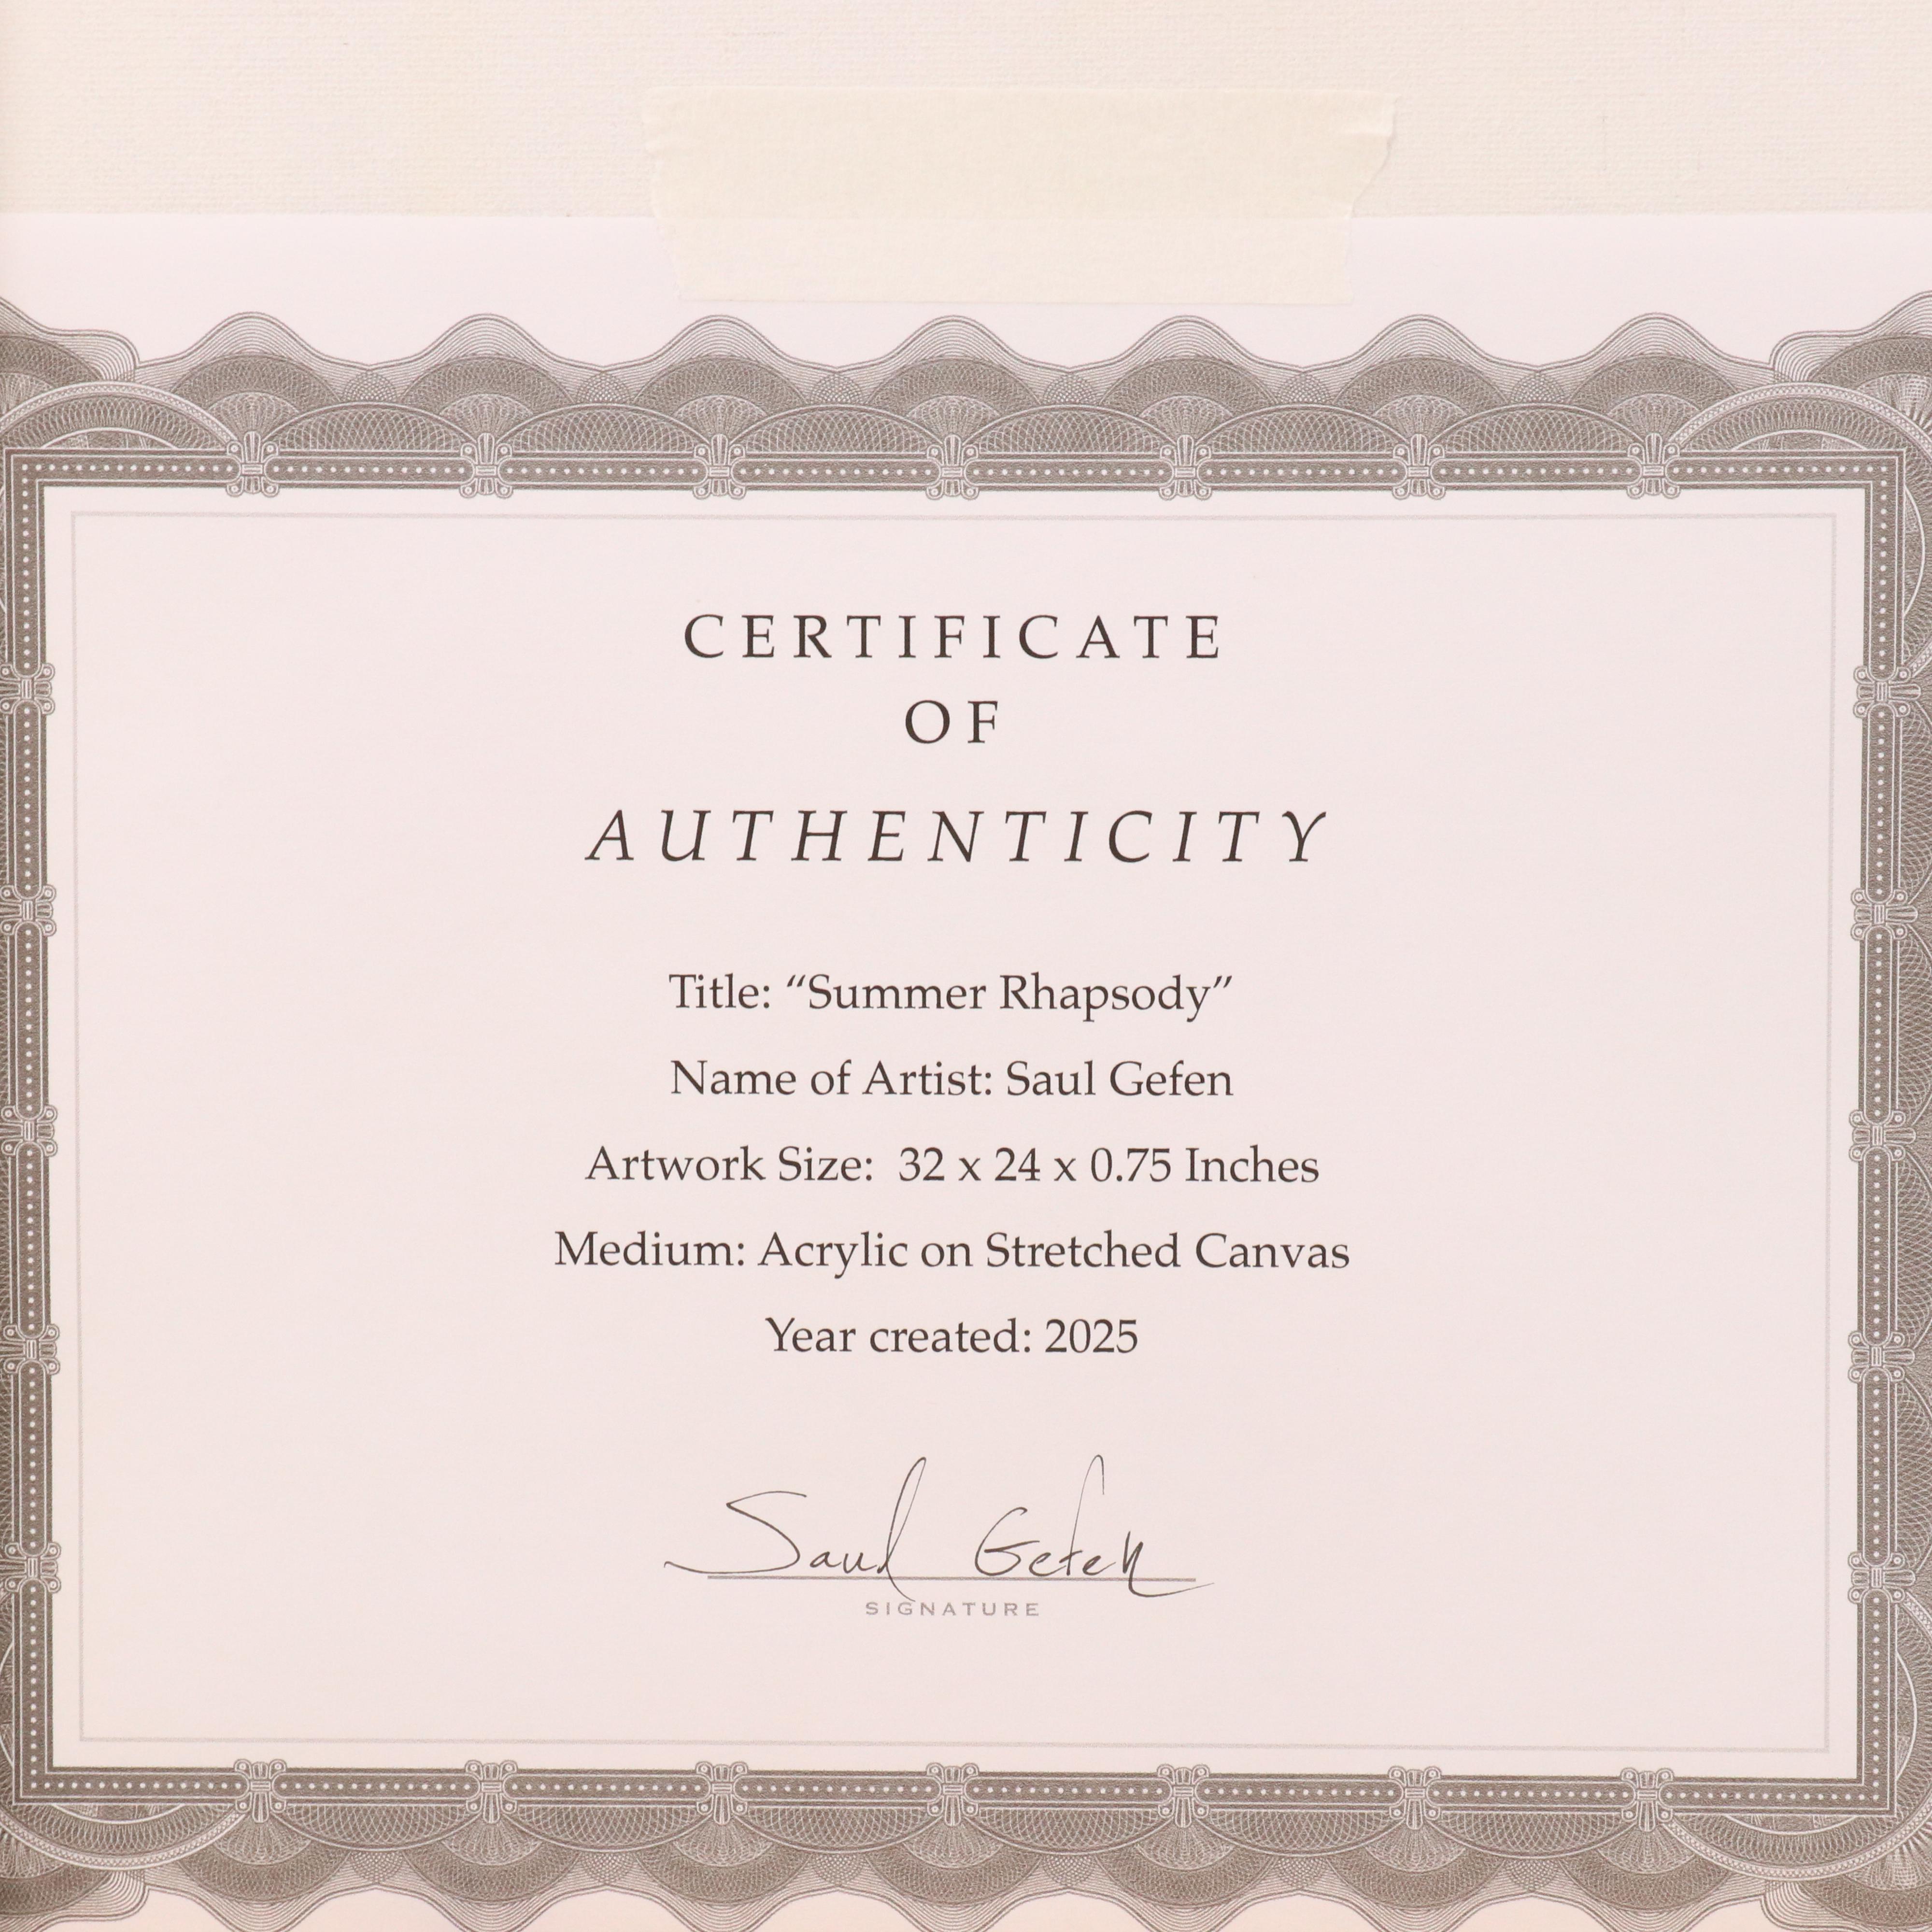 CERTIFICATE
OF
AUTHENTICITY
Title: “Summer Rhapsody”
Name of Artist: Saul Gefen
Artwork Size: 32 x 24 x 0.75 Inches
Medium: Acrylic on Stretched Canvas
Year created: 2025
Saul Gefen
SIGNATURE